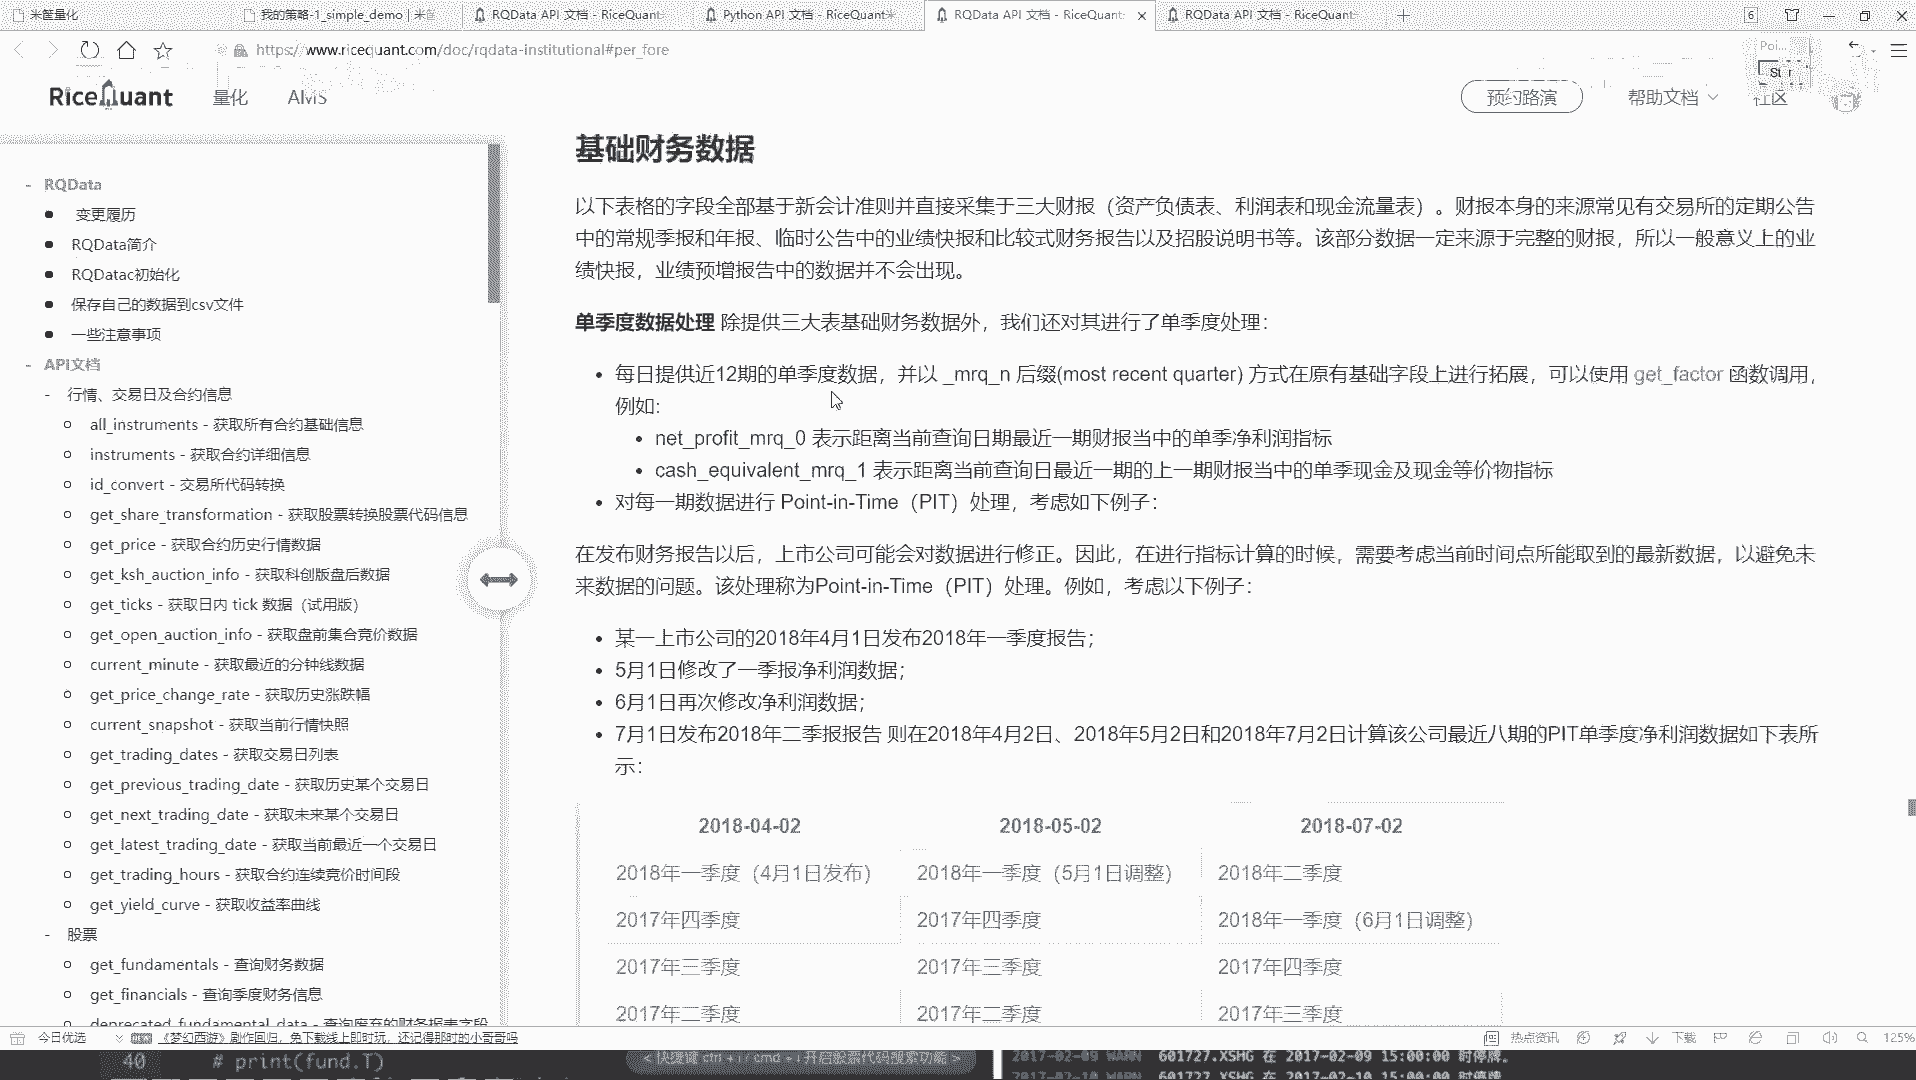 米筐量化
我的策略-1_simple_demo | 米筐
RQData API 文档 - RiceQuant
Python API 文档 - RiceQuant
RQData API 文档 - RiceQuant
RQData API 文档 - RiceQuant
6
https://www.ricequant.com/doc/rqdata-institutional#per_fore
RiceQuant
量化
AMS
预约路演
帮助文档
社区
- RQData
变更履历
RQData简介
RQDatac初始化
保存自己的数据到csv文件
一些注意事项
- API文档
- 行情、交易日及合约信息
all_instruments - 获取所有合约基础信息
instruments - 获取合约详细信息
id_convert - 交易所代码转换
get_share_transformation - 获取股票转换股票代码信息
get_price - 获取合约历史行情数据
get_ksh_auction_info - 获取科创版盘后数据
get_ticks - 获取日内 tick 数据（试用版）
get_open_auction_info - 获取盘前集合竞价数据
current_minute - 获取最近的分钟线数据
get_price_change_rate - 获取历史涨跌幅
current_snapshot - 获取当前行情快照
get_trading_dates - 获取交易日列表
get_previous_trading_date - 获取历史某个交易日
get_next_trading_date - 获取未来某个交易日
get_latest_trading_date - 获取当前最近一个交易日
get_trading_hours - 获取合约连续竞价时间段
get_yield_curve - 获取收益率曲线
- 股票
get_fundamentals - 查询财务数据
get_financials - 查询季度财务信息
deprecated_fundamental_data - 查询废弃的财务报表字段
基础财务数据
以下表格的字段全部基于新会计准则并直接采集于三大财报（资产负债表、利润表和现金流量表）。财报本身的来源常见有交易所的定期公告
中的常规季报和年报、临时公告中的业绩快报和比较式财务报告以及招股说明书等。该部分数据一定来源于完整的财报，所以一般意义上的业
绩快报，业绩预增报告中的数据并不会出现。
单季度数据处理 除提供三大表基础财务数据外，我们还对其进行了单季度处理：
每日提供近12期的单季度数据，并以 _mrq_n 后缀(most recent quarter) 方式在原有基础字段上进行拓展，可以使用 get_factor 函数调用，
例如：
net_profit_mrq_0 表示距离当前查询日期最近一期财报当中的单季净利润指标
cash_equivalent_mrq_1 表示距离当前查询日最近一期的上一期财报当中的单季现金及现金等价物指标
对每一期数据进行 Point-in-Time（PIT）处理，考虑如下例子：
在发布财务报告以后，上市公司可能会对数据进行修正。因此，在进行指标计算的时候，需要考虑当前时间点所能取到的最新数据，以避免未
来数据的问题。该处理称为Point-in-Time（PIT）处理。例如，考虑以下例子：
某一上市公司的2018年4月1日发布2018年一季度报告；
5月1日修改了一季报净利润数据；
6月1日再次修改净利润数据；
7月1日发布2018年二季报报告 则在2018年4月2日、2018年5月2日和2018年7月2日计算该公司最近八期的PIT单季度净利润数据如下表所
示：
2018-04-02 2018-05-02 2018-07-02
2018年一季度（4月1日发布） 2018年一季度（5月1日调整） 2018年二季度
2017年四季度 2017年四季度 2018年一季度（6月1日调整）
2017年三季度 2017年三季度 2017年四季度
2017年二季度 2017年二季度 2017年三季度
今日优选
《梦幻西游》剧作回归，免下载线上即时玩，还记得那时的小哥哥吗
热点资讯
下载
125%
40 # print(fund.T)
2017-02-09 WARN 601727.XSHG 在 2017-02-09 15:00:00 时停牌。
2017-02-10 WARN 601727.XSHG 在 2017-02-10 15:00:00 时停牌。